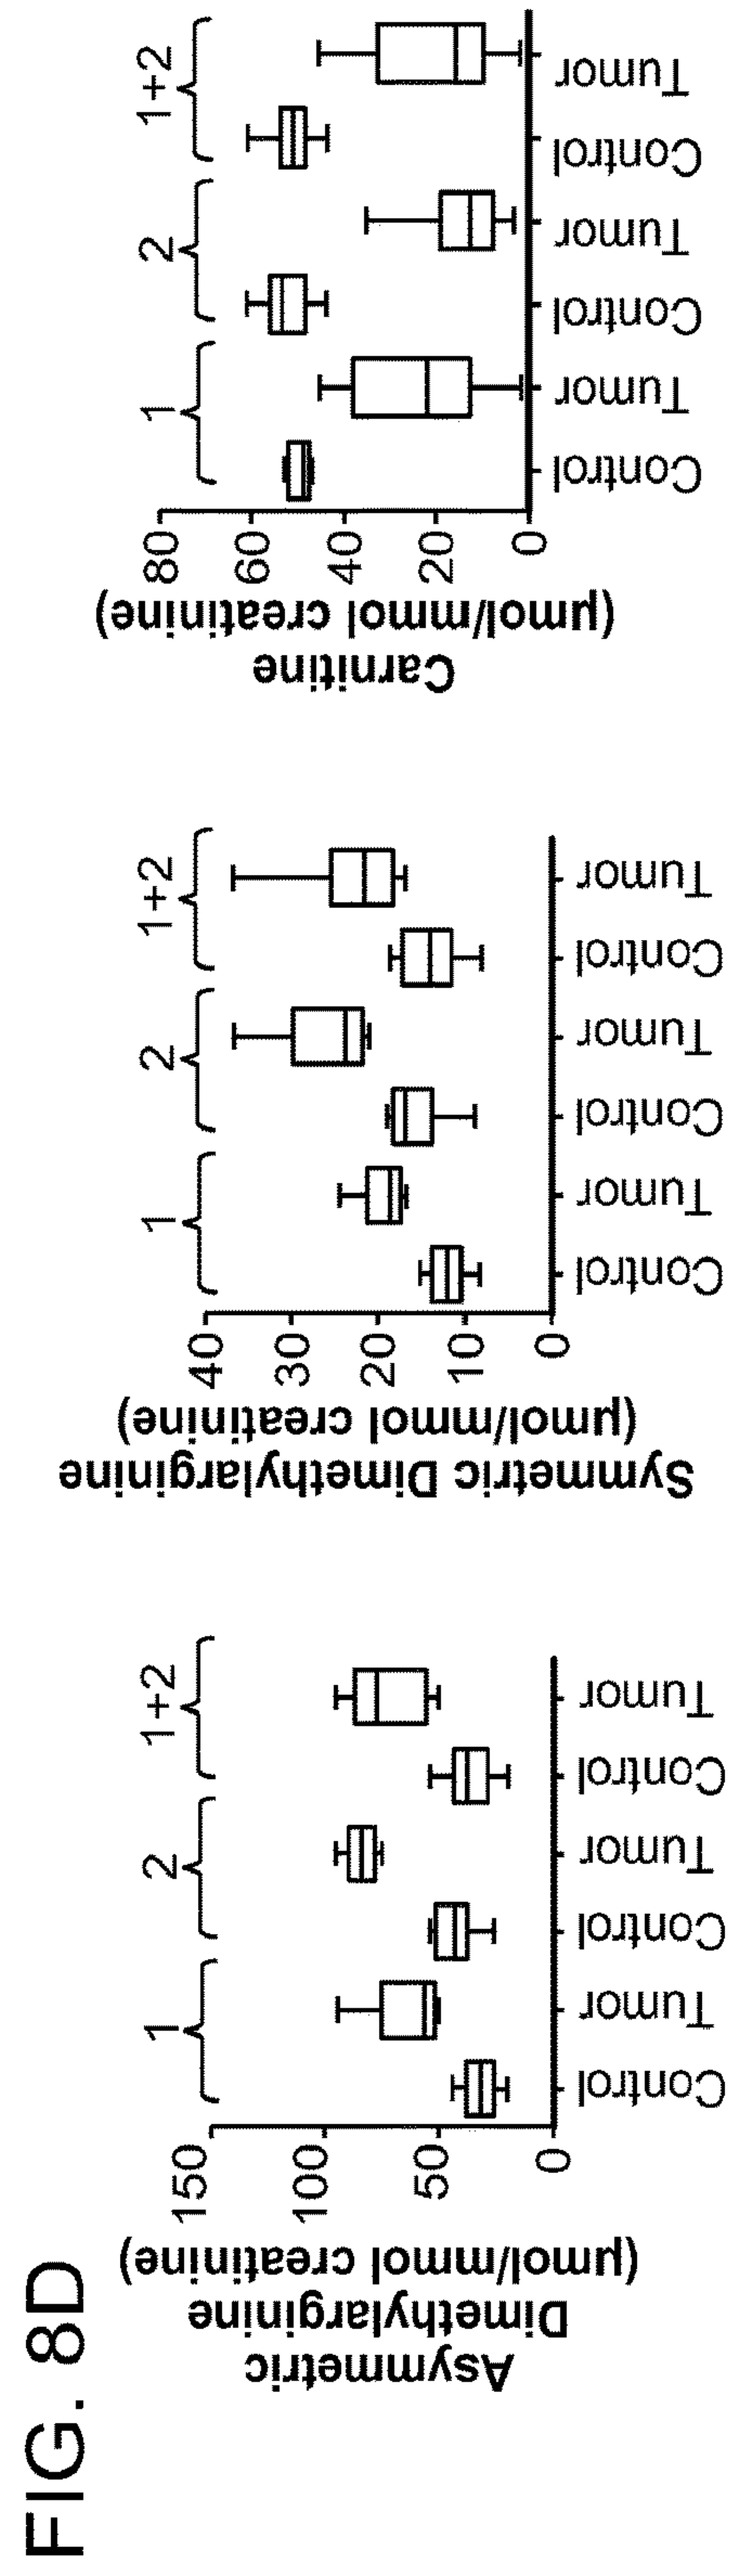 FIG. 8D
Asymmetric
Dimethylarginine
(µmol/mmol creatinine)
150
100
50
0
1
2
1+2
Control
Tumor
Control
Tumor
Control
Tumor
Symmetric Dimethylarginine
(µmol/mmol creatinine)
40
30
20
10
0
1
2
1+2
Control
Tumor
Control
Tumor
Control
Tumor
Carnitine
(µmol/mmol creatinine)
80
60
40
20
0
1
2
1+2
Control
Tumor
Control
Tumor
Control
Tumor